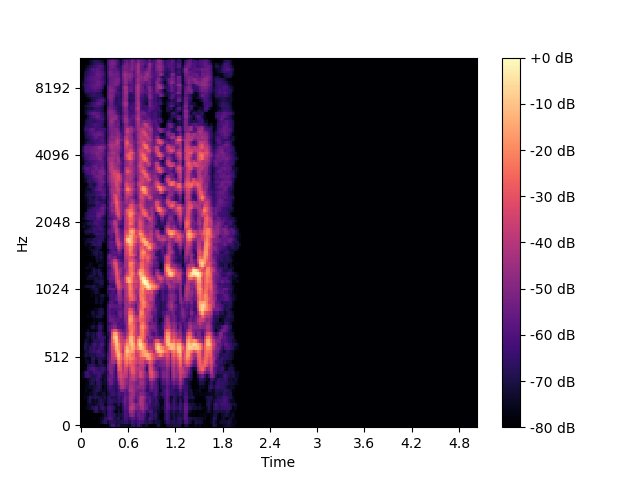 +0 dB
8192
-10 dB
4096
-20 dB
-30 dB
2048
Hz
-40 dB
1024
-50 dB
-60 dB
512
-70 dB
0
-80 dB
0 0.6 1.2 1.8 2.4 3 3.6 4.2 4.8
Time